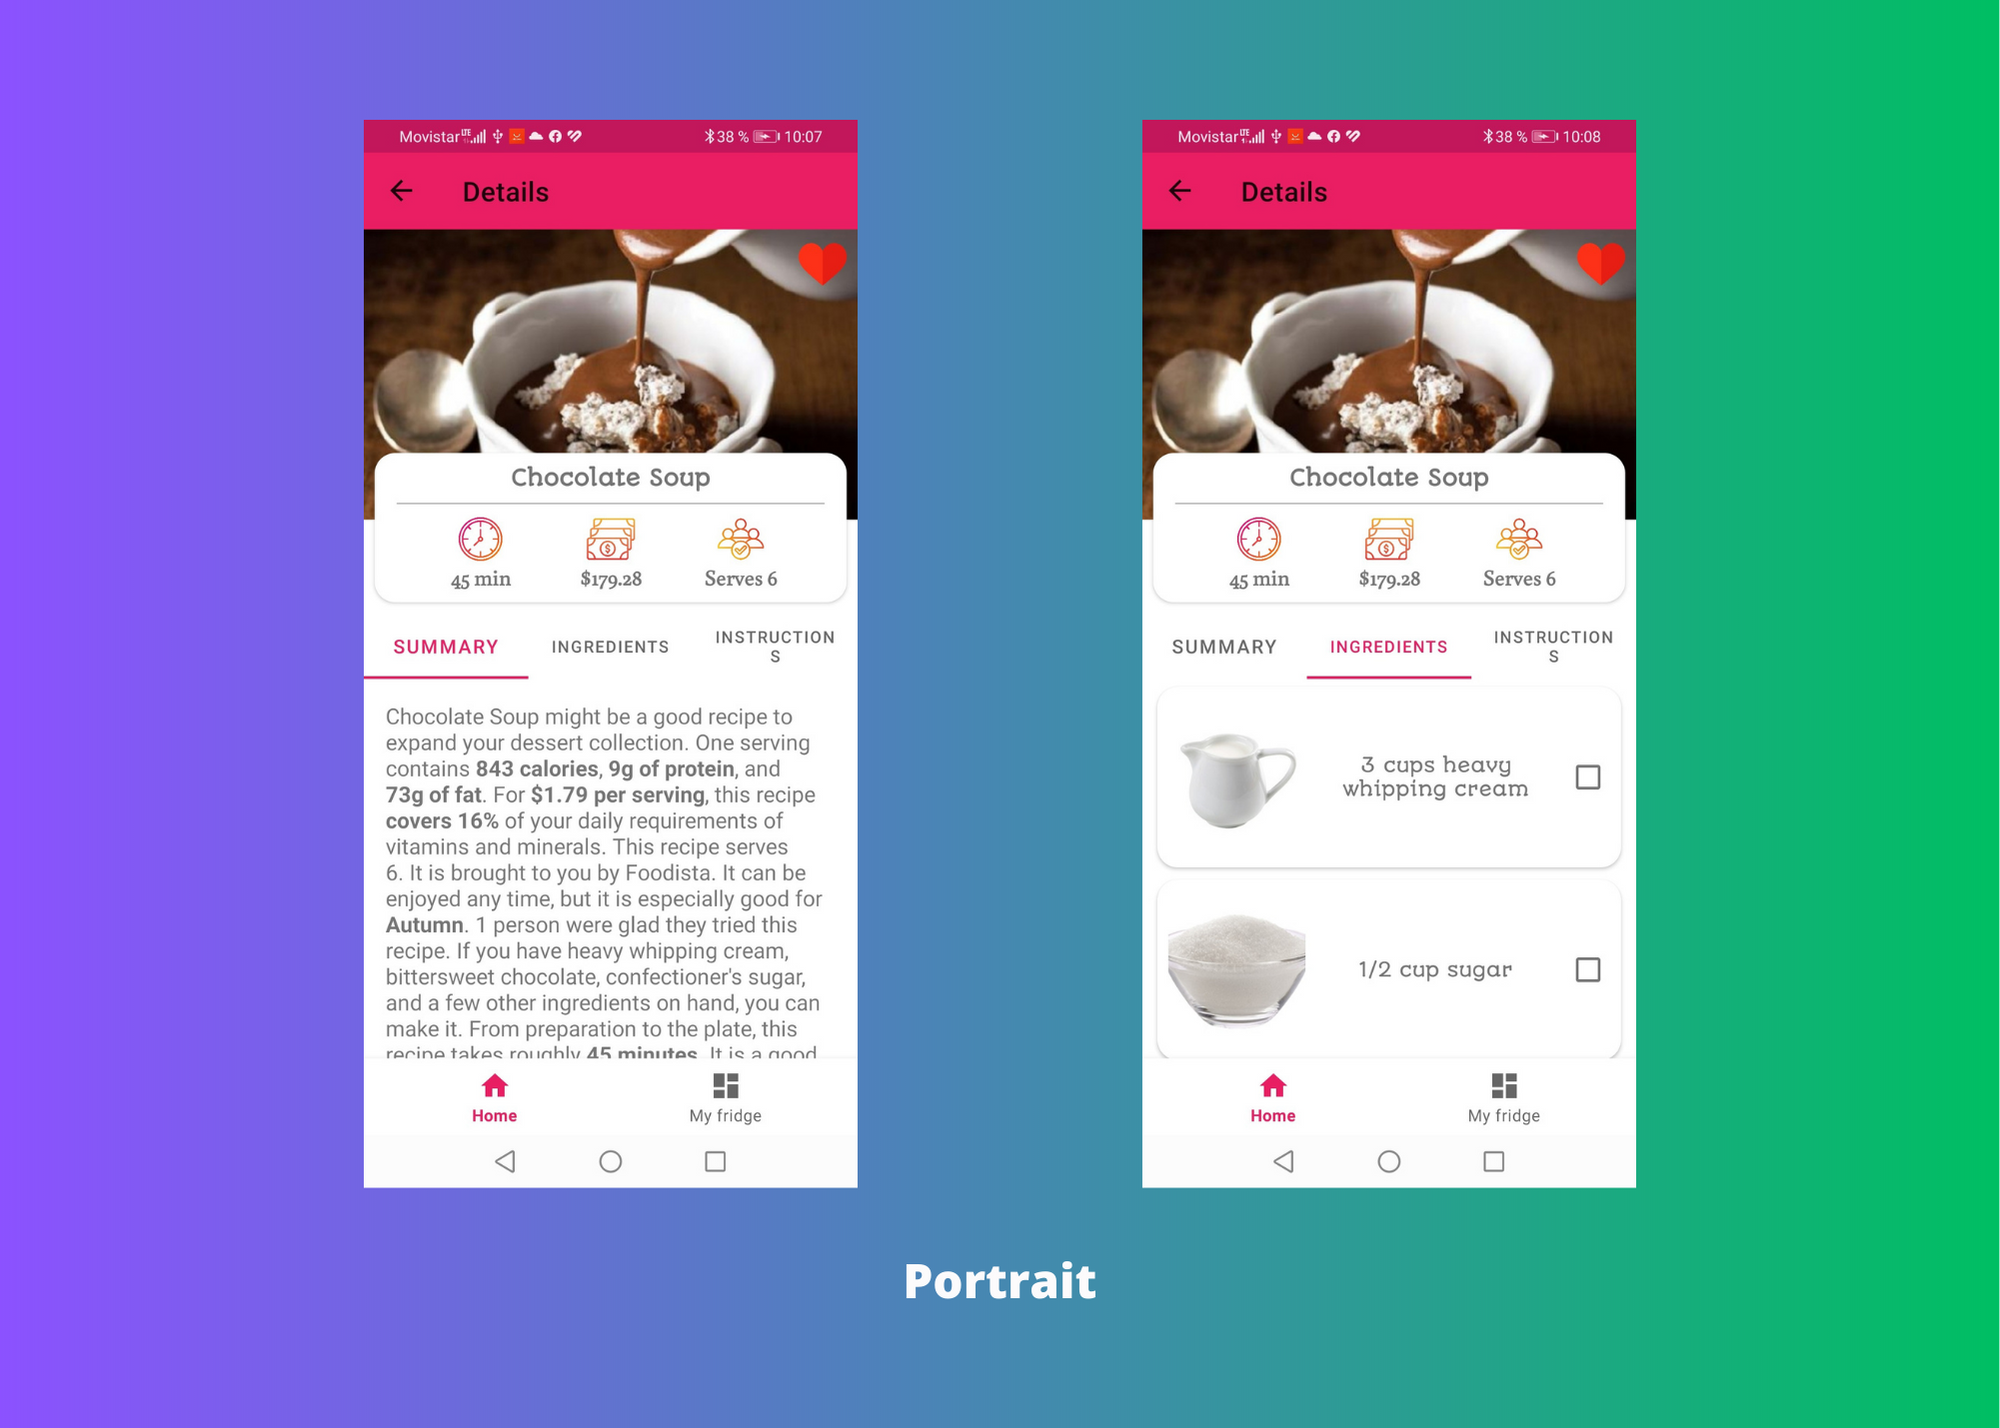 Movistar LTE 38 % 10:07
Details
Chocolate Soup
45 min $179.28 Serves 6
SUMMARY INGREDIENTS INSTRUCTION
S
Chocolate Soup might be a good recipe to
expand your dessert collection. One serving
contains 843 calories, 9g of protein, and
73g of fat. For $1.79 per serving, this recipe
covers 16% of your daily requirements of
vitamins and minerals. This recipe serves
6. It is brought to you by Foodista. It can be
enjoyed any time, but it is especially good for
Autumn. 1 person were glad they tried this
recipe. If you have heavy whipping cream,
bittersweet chocolate, confectioner's sugar,
and a few other ingredients on hand, you can
make it. From preparation to the plate, this
recipe takes roughly 45 minutes. It is a good
Home My fridge
Movistar LTE 38 % 10:08
Details
Chocolate Soup
45 min $179.28 Serves 6
SUMMARY INGREDIENTS INSTRUCTION
S
3 cups heavy
whipping cream
1/2 cup sugar
Home My fridge
Portrait